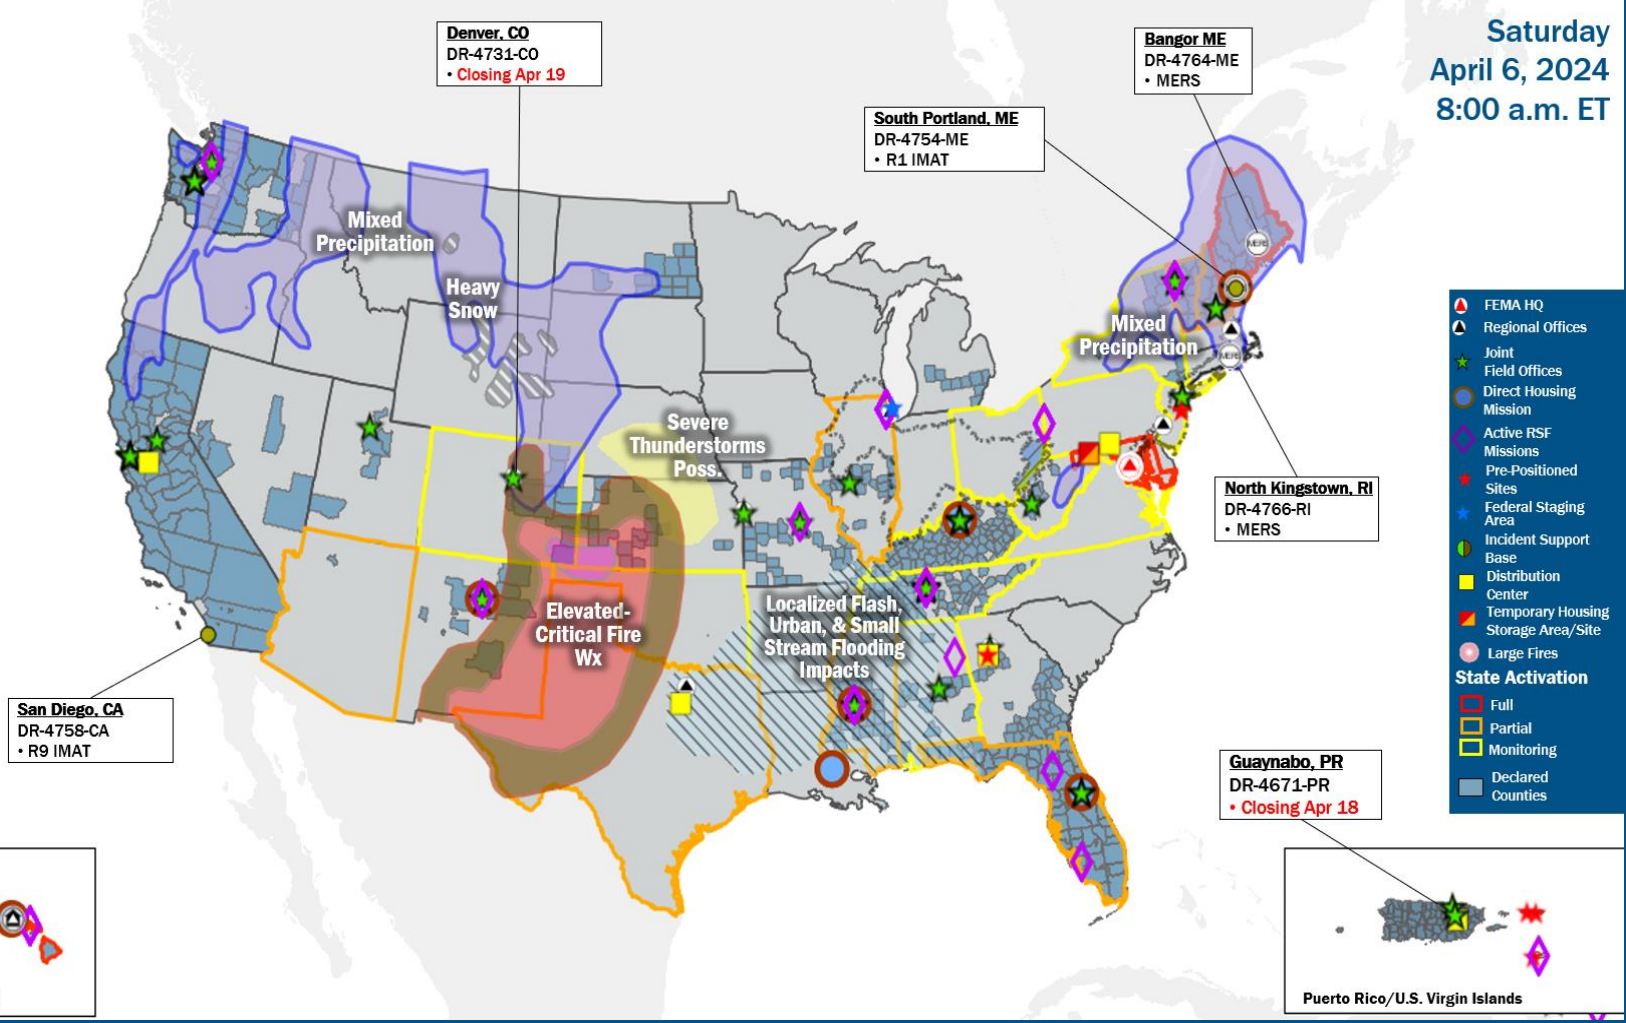 Saturday
April 6, 2024
8:00 a.m. ET
Denver, CO
DR-4731-CO
• Closing Apr 19
Bangor ME
DR-4764-ME
• MERS
South Portland, ME
DR-4754-ME
• R1 IMAT
Mixed
Precipitation
Heavy
Snow
MERS
Mixed
Precipitation
MERS
Severe
Thunderstorms
Poss.
North Kingstown, RI
DR-4766-RI
• MERS
Elevated-
Critical Fire
Wx
Localized Flash,
Urban, & Small
Stream Flooding
Impacts
San Diego, CA
DR-4758-CA
• R9 IMAT
Guaynabo, PR
DR-4671-PR
• Closing Apr 18
Puerto Rico/U.S. Virgin Islands
FEMA HQ
Regional Offices
Joint
Field Offices
Direct Housing
Mission
Active RSF
Missions
Pre-Positioned
Sites
Federal Staging
Area
Incident Support
Base
Distribution
Center
Temporary Housing
Storage Area/Site
Large Fires
State Activation
Full
Partial
Monitoring
Declared
Counties